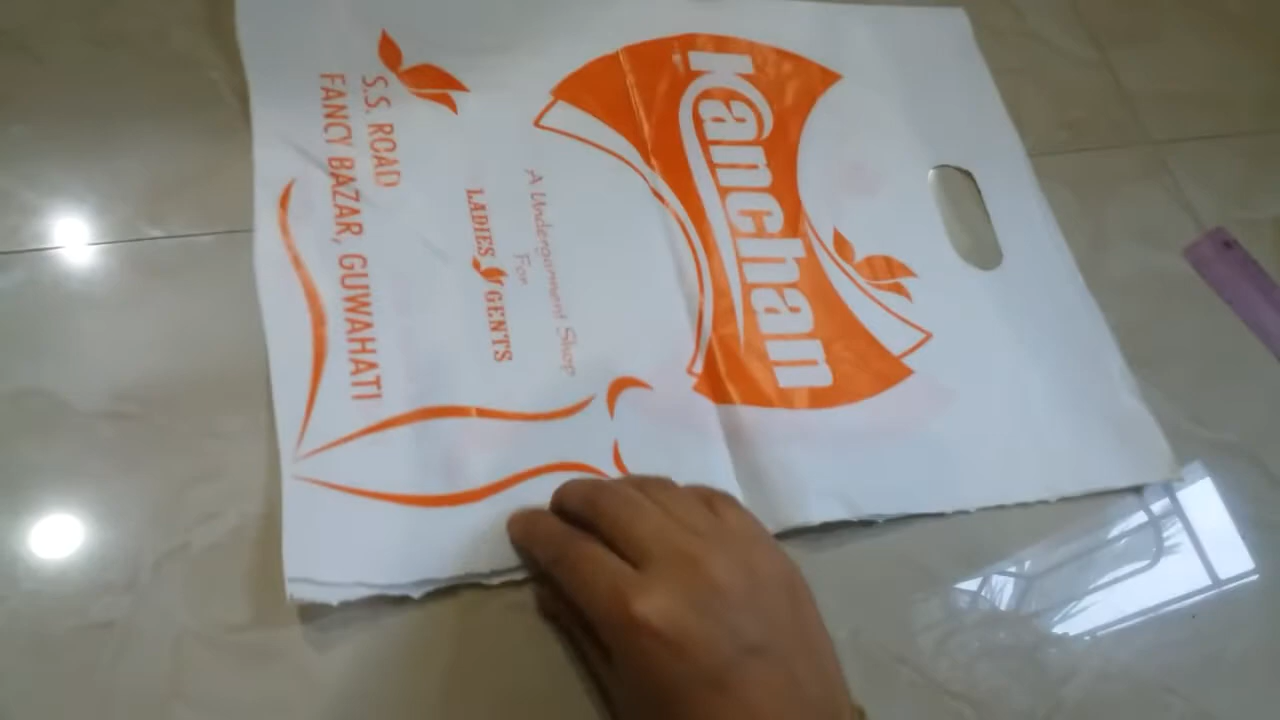 Kanchan
A Undergarment Shop
For
LADIES GENTS
S.S. ROAD
FANCY BAZAR, GUWAHATI